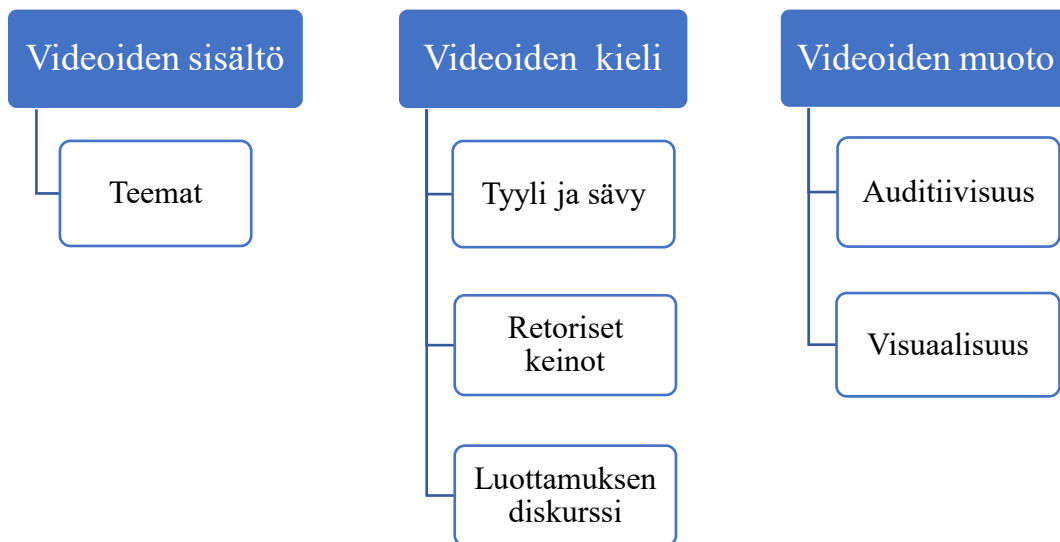 Videoiden sisältö
Teemat
Videoiden kieli
Tyyli ja sävy
Retoriset
keinot
Luottamuksen
diskurssi
Videoiden muoto
Auditiivisuus
Visuaalisuus